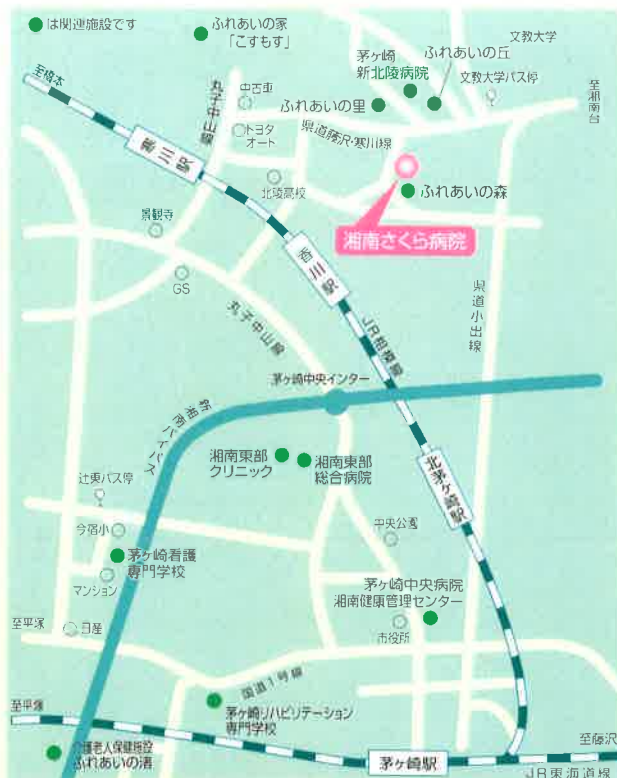 は関連施設です
ふれあいの家
「こすもす」
文教大学
茅ヶ崎
新北陵病院
ふれあいの丘
文教大学バス停
至湘南台
至橋本
中古車
ふれあいの里
トヨタ
オート
県道藤沢・寒川線
寒川駅
北陵高校
ふれあいの森
湘南さくら病院
景観寺
香川駅
GS
県道小出線
丸子中山線
JR相模線
茅ヶ崎中央インター
新湘南バイパス
湘南東部
クリニック
湘南東部
総合病院
辻東バス停
北茅ヶ崎駅
今宿小
中央公園
茅ヶ崎看護
専門学校
マンション
茅ヶ崎中央病院
湘南健康管理センター
至平塚
日産
市役所
国道1号線
茅ヶ崎リハビリテーション
専門学校
至平塚
介護老人保健施設
ふれあいの渚
茅ヶ崎駅
至藤沢
JR東海道線